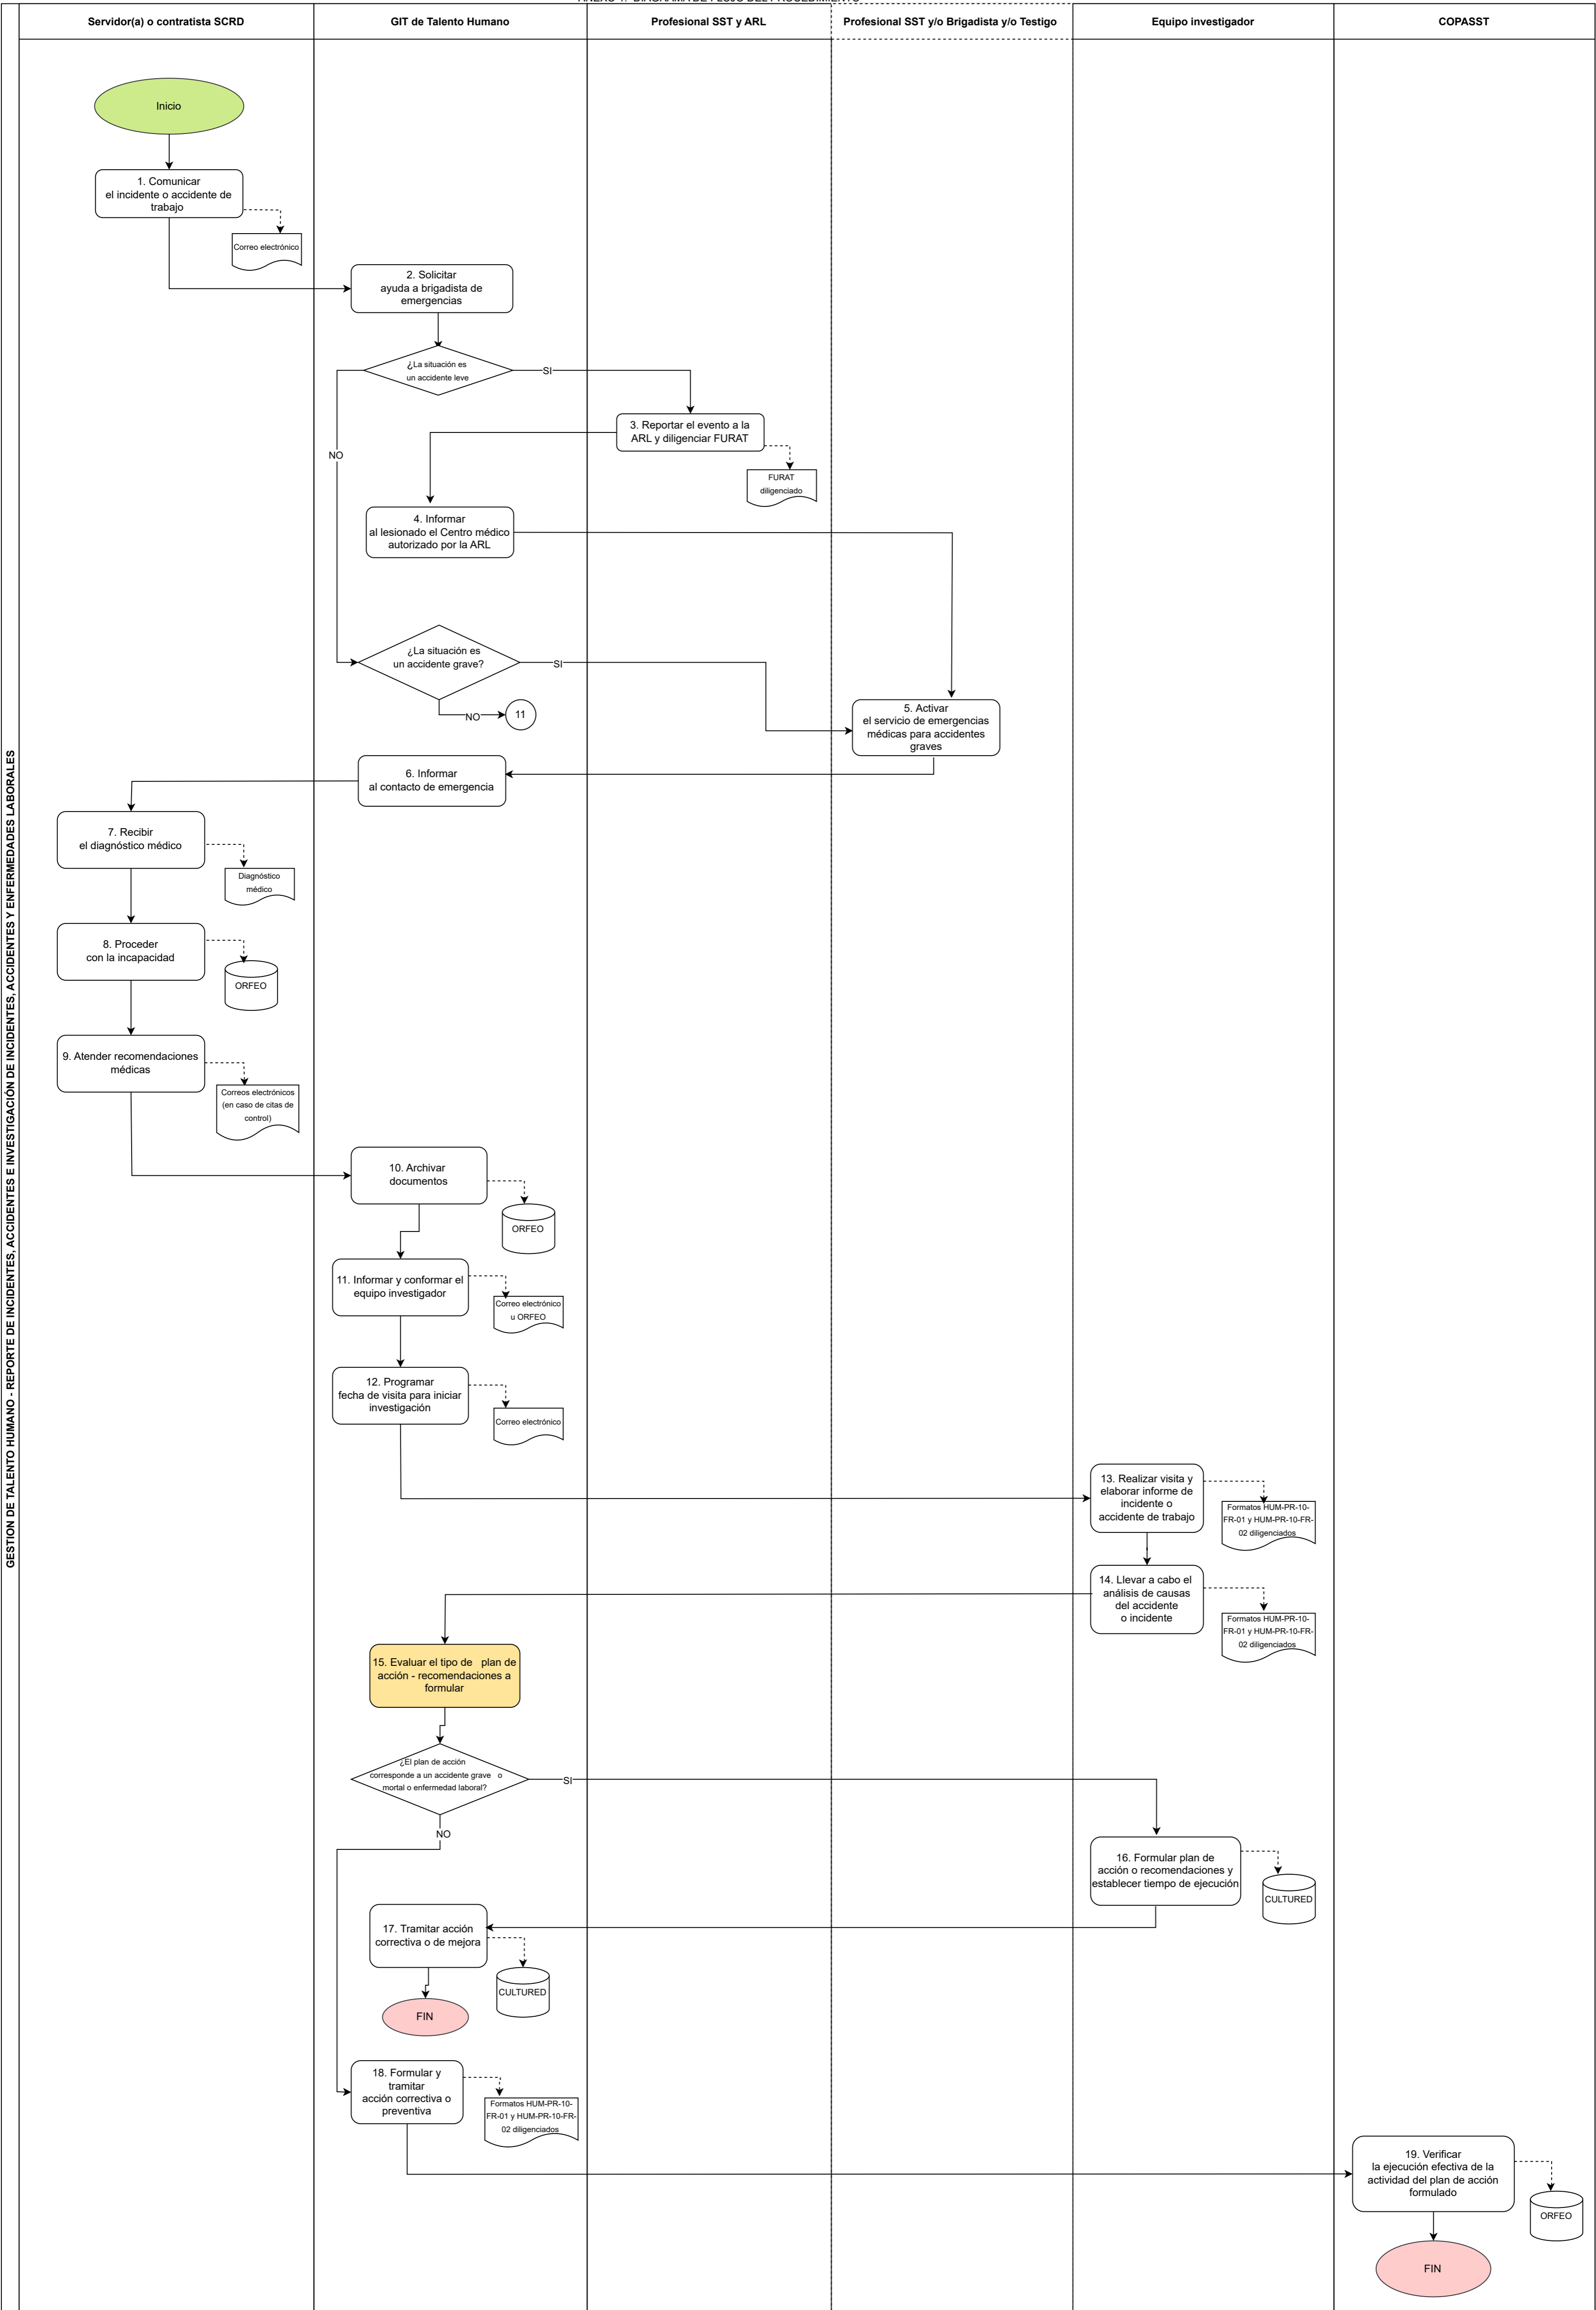 ANEXO 1. DIAGRAMA DE FLUJO DEL PROCEDIMIENTO
Servidor(a) o contratista SCRD
GIT de Talento Humano
Profesional SST y ARL
Profesional SST y/o Brigadista y/o Testigo
Equipo investigador
COPASST
GESTION DE TALENTO HUMANO - REPORTE DE INCIDENTES, ACCIDENTES E INVESTIGACIÓN DE INCIDENTES, ACCIDENTES Y ENFERMEDADES LABORALES
Inicio
1. Comunicar
el incidente o accidente de
trabajo
Correo electrónico
2. Solicitar
ayuda a brigadista de
emergencias
¿La situación es
un accidente leve
SI
NO
3. Reportar el evento a la
ARL y diligenciar FURAT
FURAT
diligenciado
4. Informar
al lesionado el Centro médico
autorizado por la ARL
¿La situación es
un accidente grave?
SI
NO
11
5. Activar
el servicio de emergencias
médicas para accidentes
graves
6. Informar
al contacto de emergencia
7. Recibir
el diagnóstico médico
Diagnóstico
médico
8. Proceder
con la incapacidad
ORFEO
9. Atender recomendaciones
médicas
Correos electrónicos
(en caso de citas de
control)
10. Archivar
documentos
ORFEO
11. Informar y conformar el
equipo investigador
Correo electrónico
u ORFEO
12. Programar
fecha de visita para iniciar
investigación
Correo electrónico
13. Realizar visita y
elaborar informe de
incidente o
accidente de trabajo
Formatos HUM-PR-10-
FR-01 y HUM-PR-10-FR-
02 diligenciados
14. Llevar a cabo el
análisis de causas
del accidente
o incidente
Formatos HUM-PR-10-
FR-01 y HUM-PR-10-FR-
02 diligenciados
15. Evaluar el tipo de plan de
acción - recomendaciones a
formular
¿El plan de acción
corresponde a un accidente grave o
mortal o enfermedad laboral?
SI
NO
16. Formular plan de
acción o recomendaciones y
establecer tiempo de ejecución
CULTURED
17. Tramitar acción
correctiva o de mejora
CULTURED
FIN
18. Formular y
tramitar
acción correctiva o
preventiva
Formatos HUM-PR-10-
FR-01 y HUM-PR-10-FR-
02 diligenciados
19. Verificar
la ejecución efectiva de la
actividad del plan de acción
formulado
ORFEO
FIN